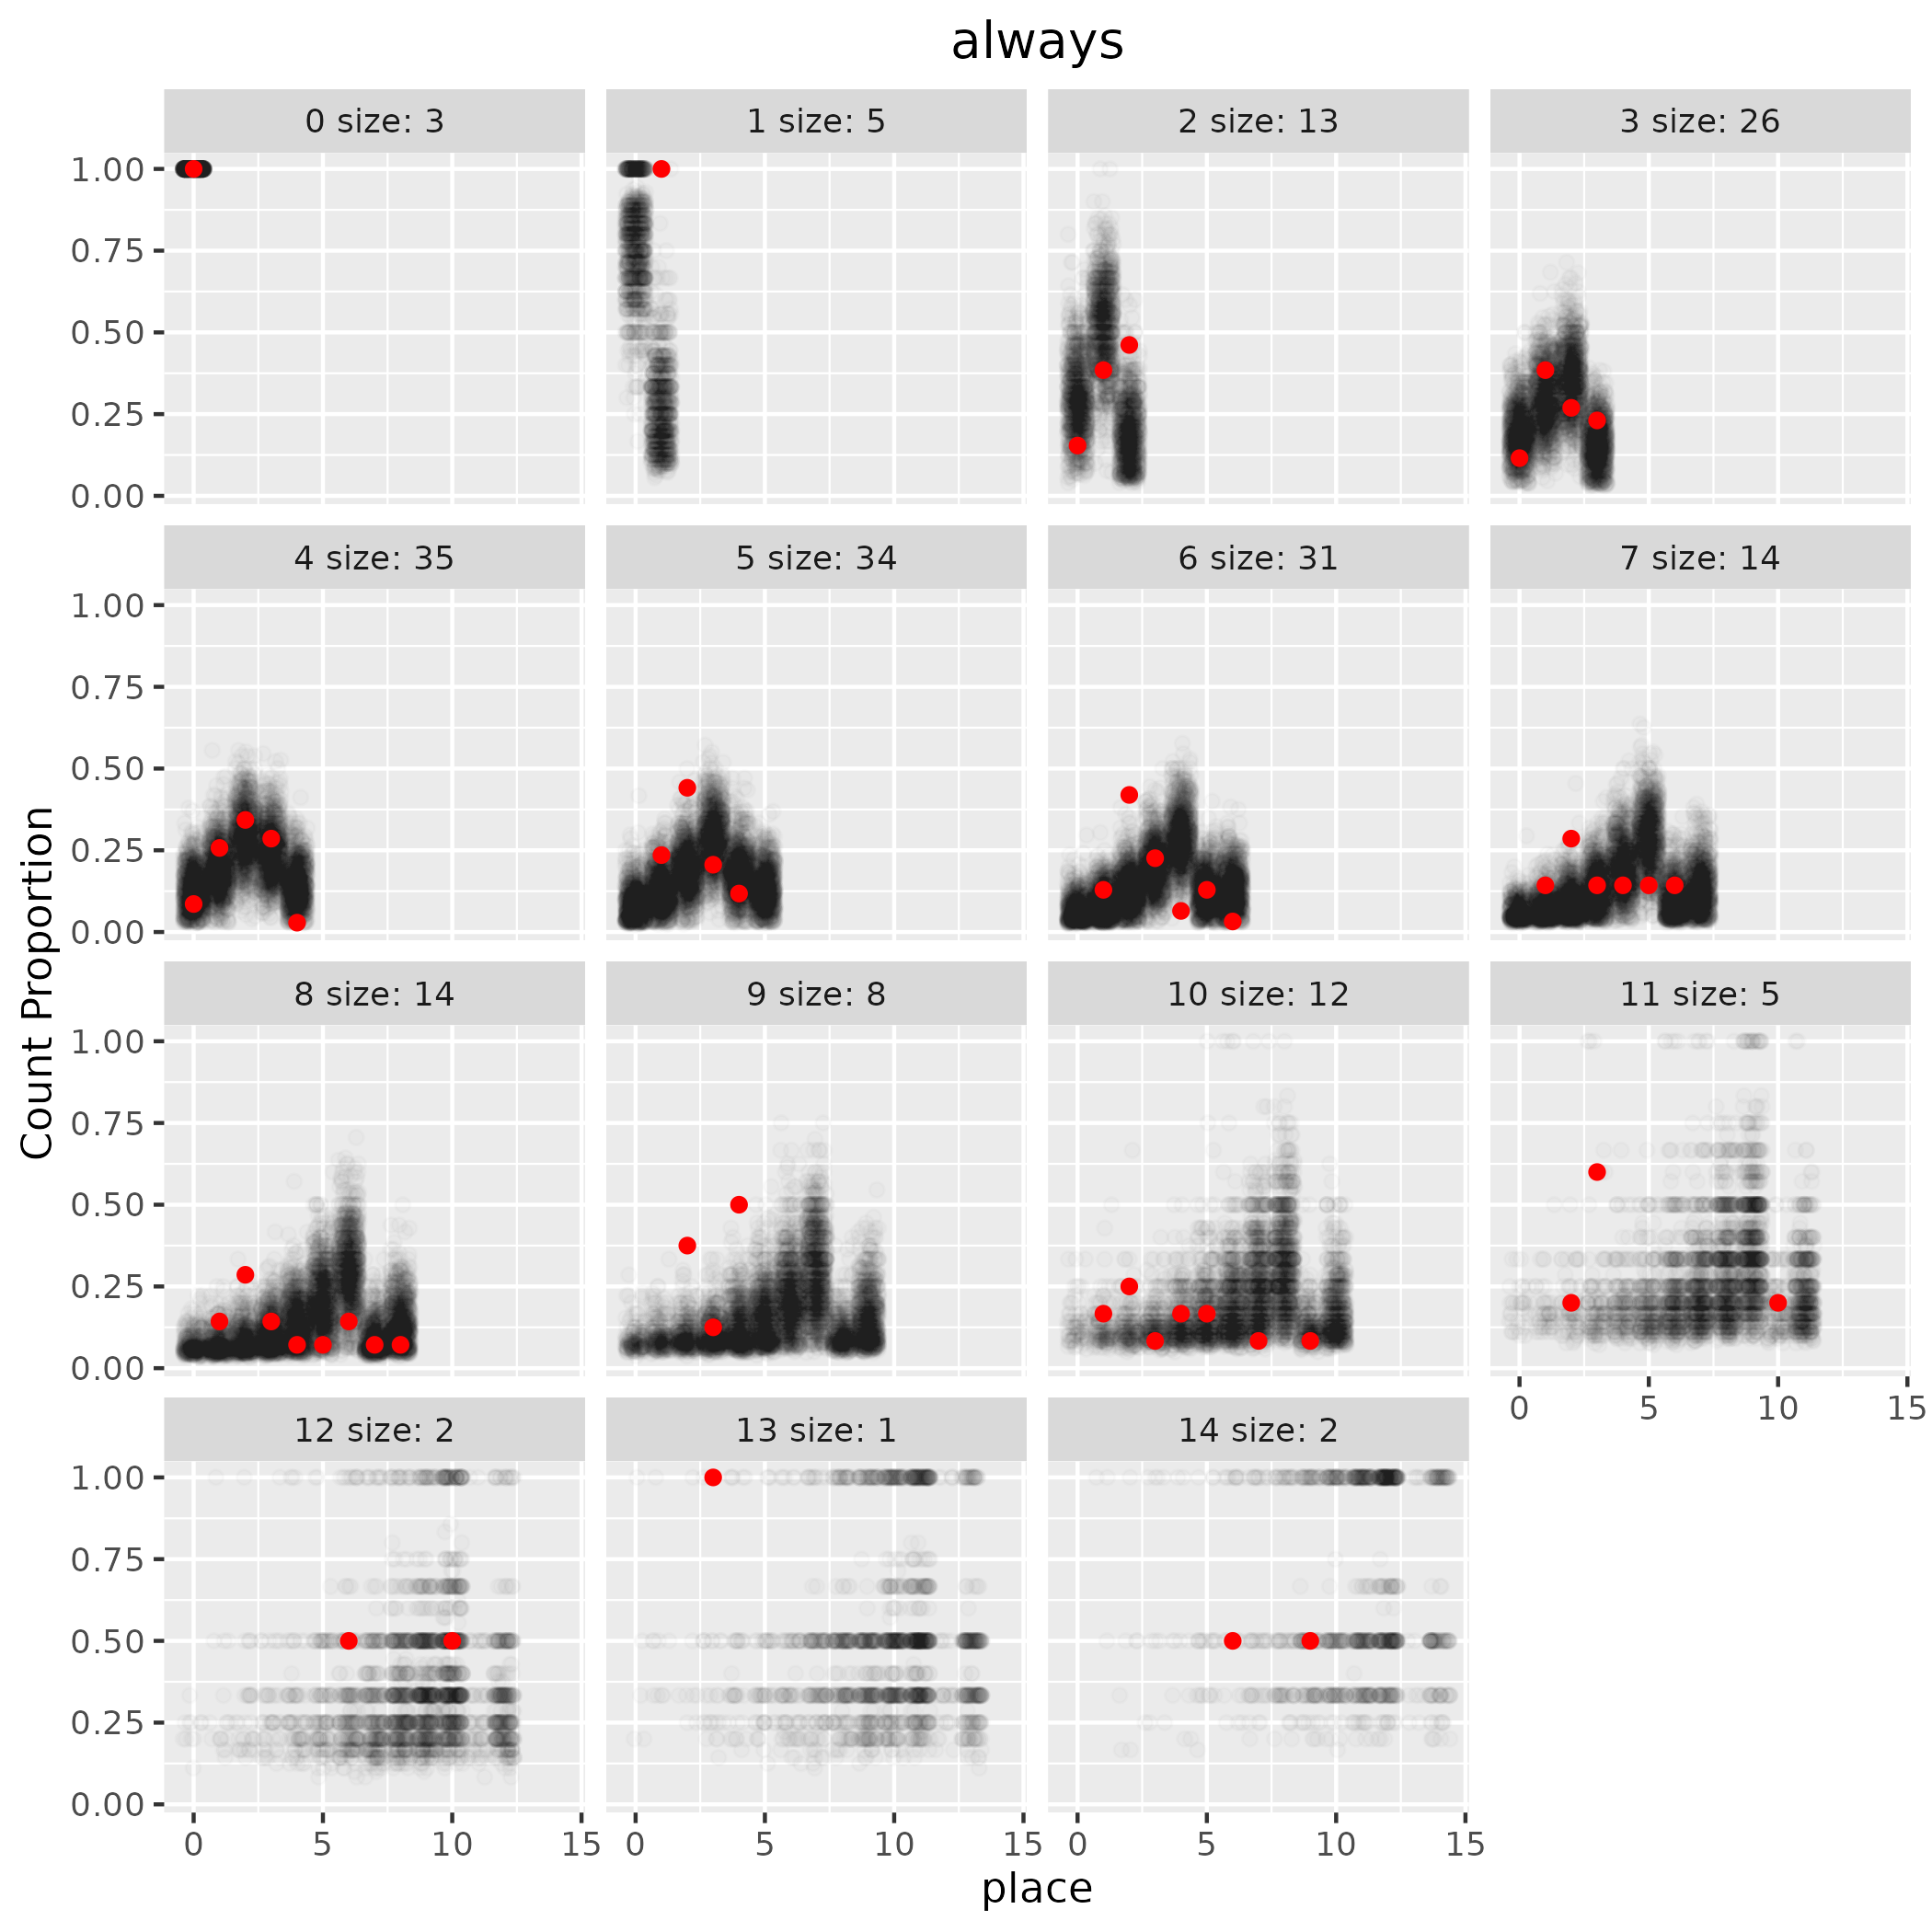 always
0 size: 3
1 size: 5
2 size: 13
3 size: 26
1.00
0.75
0.50
0.25
0.00
4 size: 35
5 size: 34
6 size: 31
7 size: 14
1.00
0.75
0.50
0.25
0.00
8 size: 14
9 size: 8
10 size: 12
11 size: 5
1.00
0.75
0.50
0.25
0.00
0 5 10 15
12 size: 2
13 size: 1
14 size: 2
1.00
0.75
0.50
0.25
0.00
0 5 10 15
0 5 10 15
0 5 10 15
place
Count Proportion